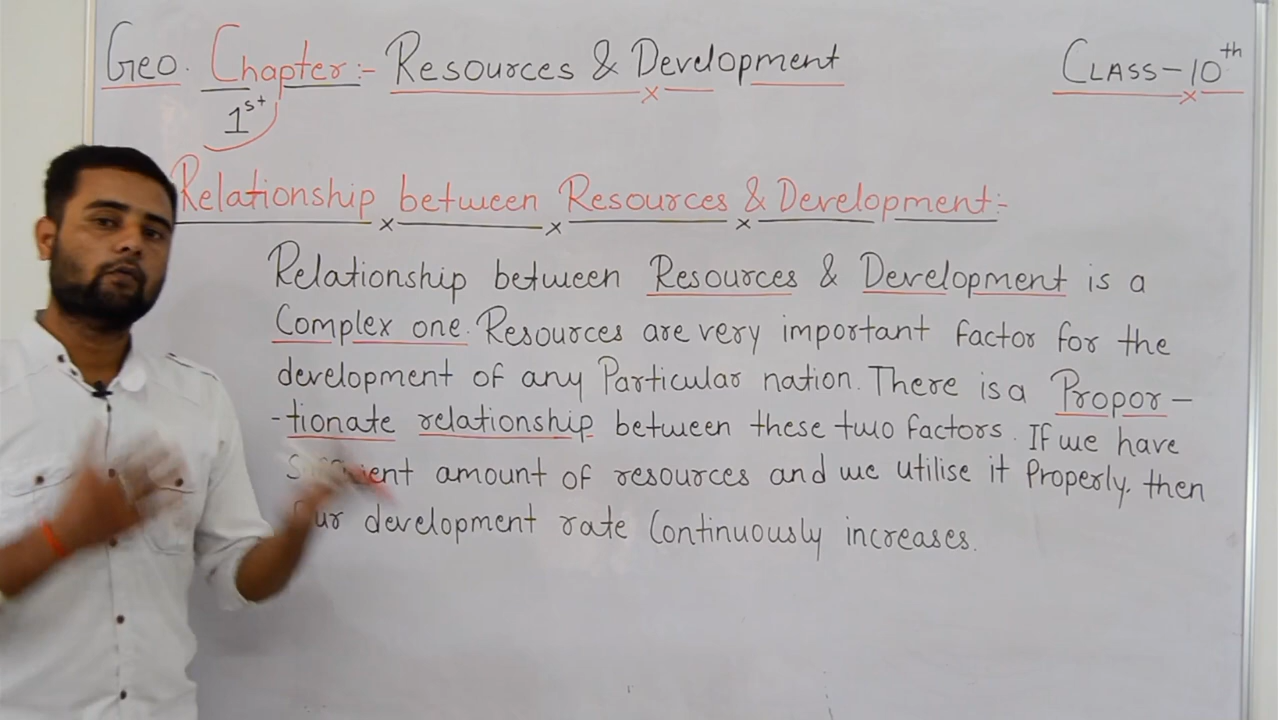 Geo. Chapter:- Resources & Development
CLASS-10th
1st
Relationship between Resources & Development:-
Relationship between Resources & Development is a
Complex one. Resources are very important factor for the
development of any Particular nation. There is a Propor-
-tionate relationship between these two factors. If we have
amount of resources and we utilise it Properly, then
Our development rate Continuously increases.